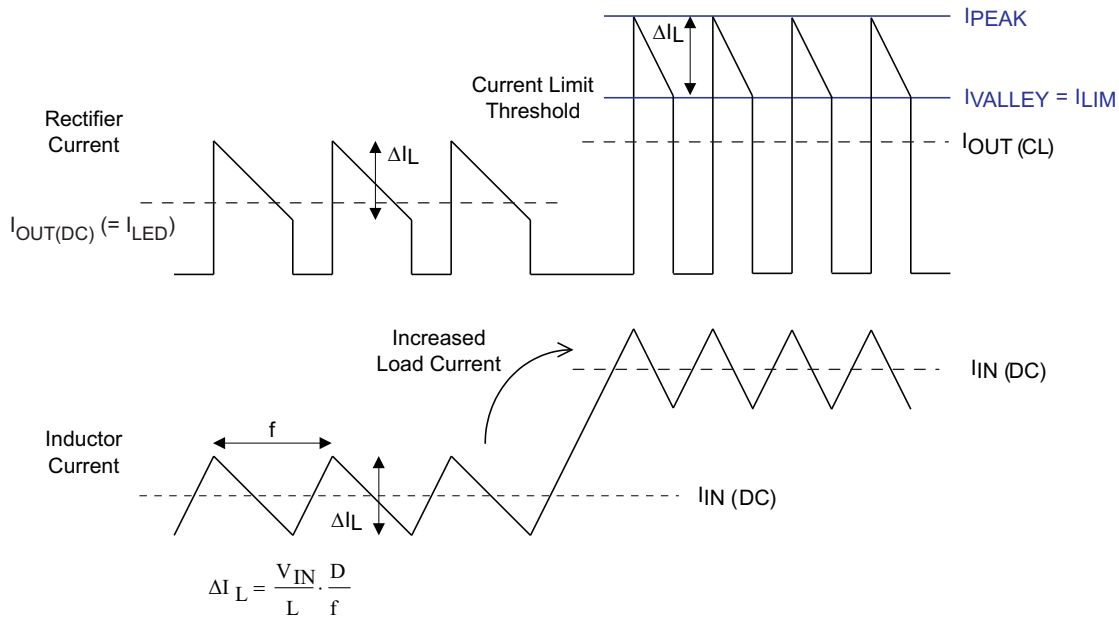 IPEAK
ΔIL
Current Limit
Threshold
IVALLEY = ILIM
Rectifier
Current
IOUT (CL)
ΔIL
IOUT(DC) (= ILED)
Increased
Load Current
IIN (DC)
Inductor
Current
f
IIN (DC)
ΔIL
ΔI L = VIN/L · D/f